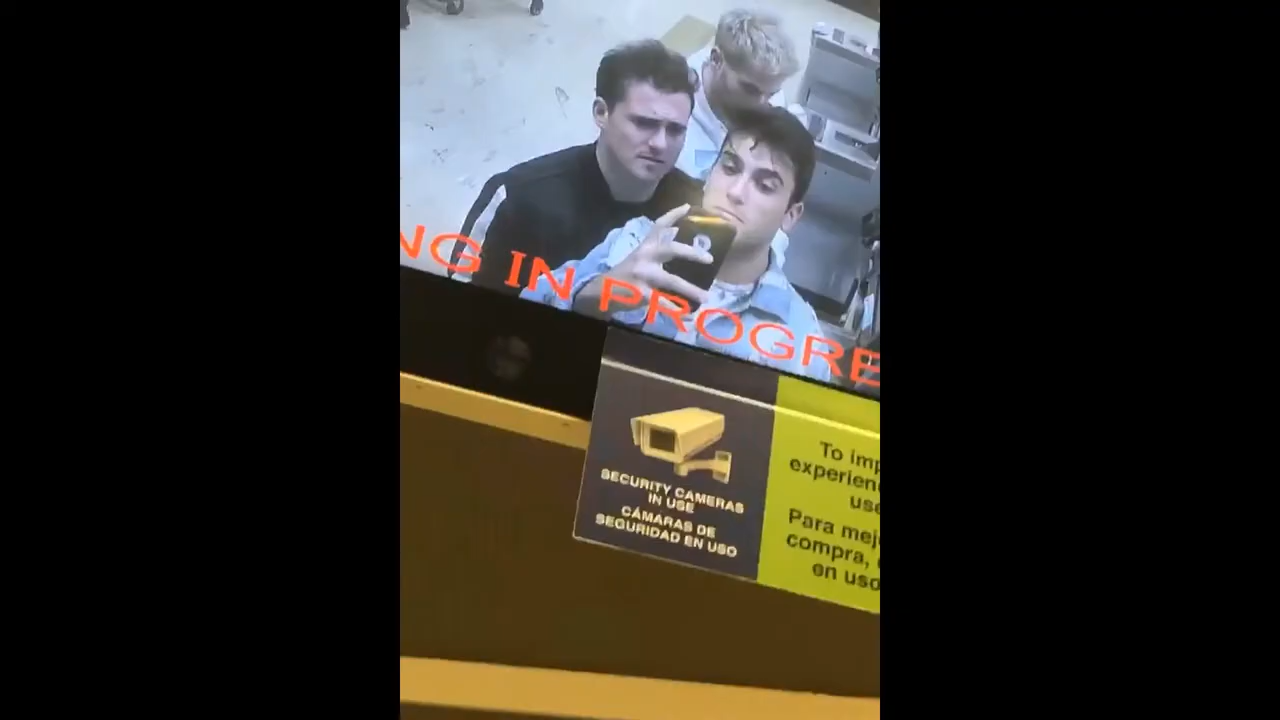 NG IN PROGRE
SECURITY CAMERAS
IN USE
CÁMARAS DE
SEGURIDAD EN USO
To imp
experien
use
Para mej
compra,
en uso